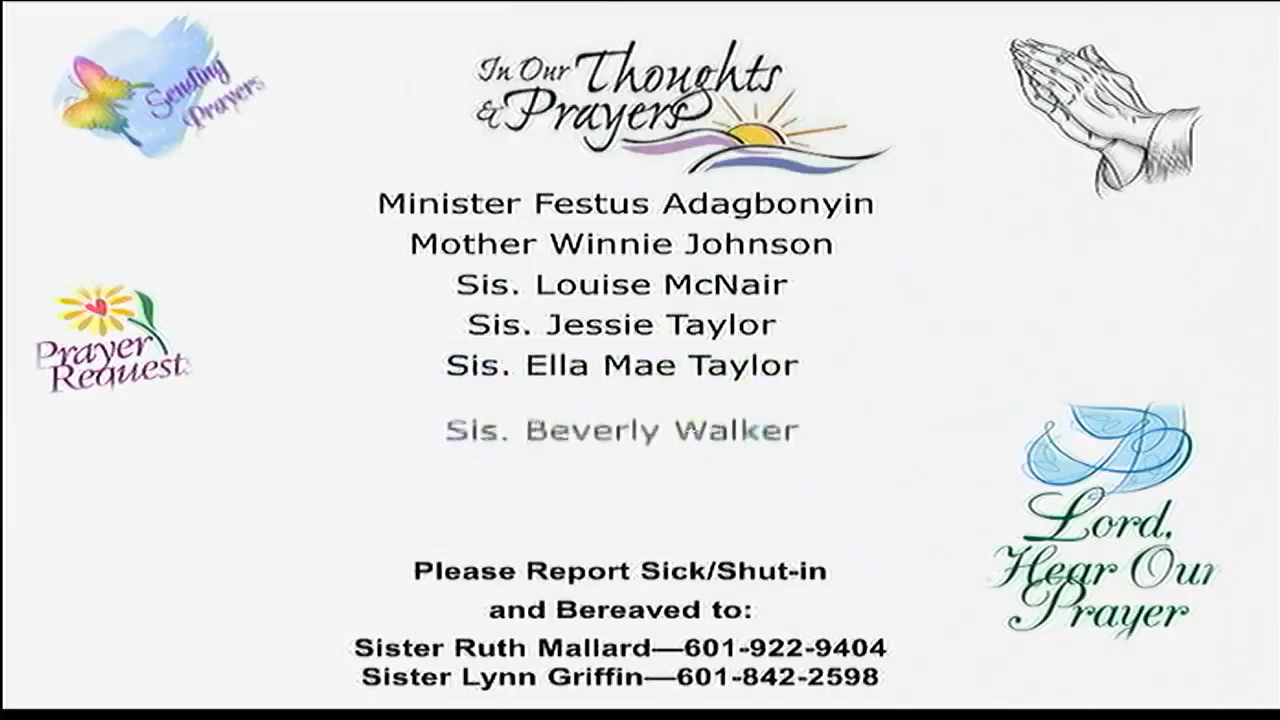 Sending
Prayers
In Our Thoughts
& Prayers
Minister Festus Adagbonyin
Mother Winnie Johnson
Sis. Louise McNair
Sis. Jessie Taylor
Sis. Ella Mae Taylor
Sis. Beverly Walker
Prayer
Requests
Lord,
Hear Our
Prayer
Please Report Sick/Shut-in
and Bereaved to:
Sister Ruth Mallard—601-922-9404
Sister Lynn Griffin—601-842-2598